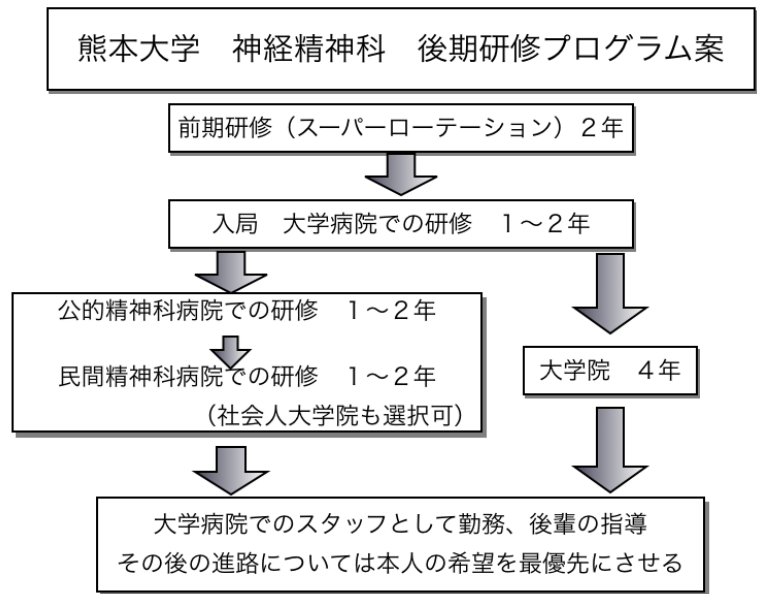 熊本大学　神経精神科　後期研修プログラム案
前期研修（スーパーローテーション）２年
入局　大学病院での研修　１～２年
公的精神科病院での研修　１～２年
民間精神科病院での研修　１～２年
（社会人大学院も選択可）
大学院　４年
大学病院でのスタッフとして勤務、後輩の指導
その後の進路については本人の希望を最優先にさせる